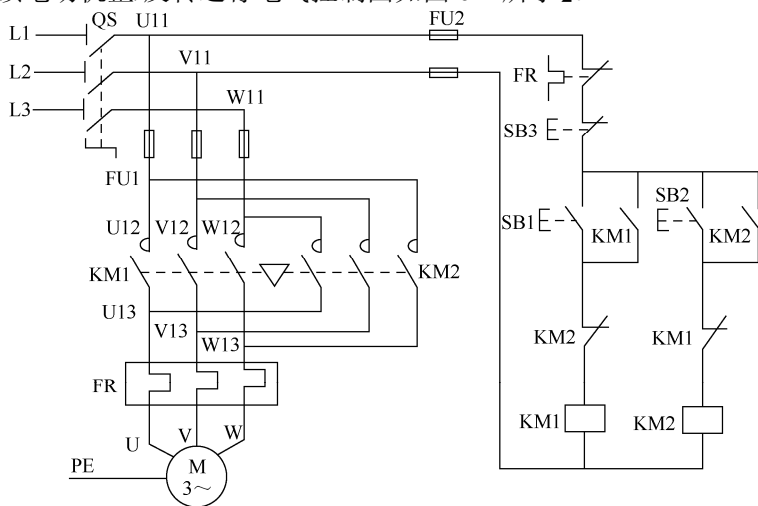 QS
U11
FU2
L1
V11
L2
FR
W11
L3
SB3
FU1
SB2
U12
V12
W12
SB1
KM1
KM2
KM1
KM2
U13
V13
W13
KM2
KM1
FR
KM1
KM2
U
V
W
PE
M
3～